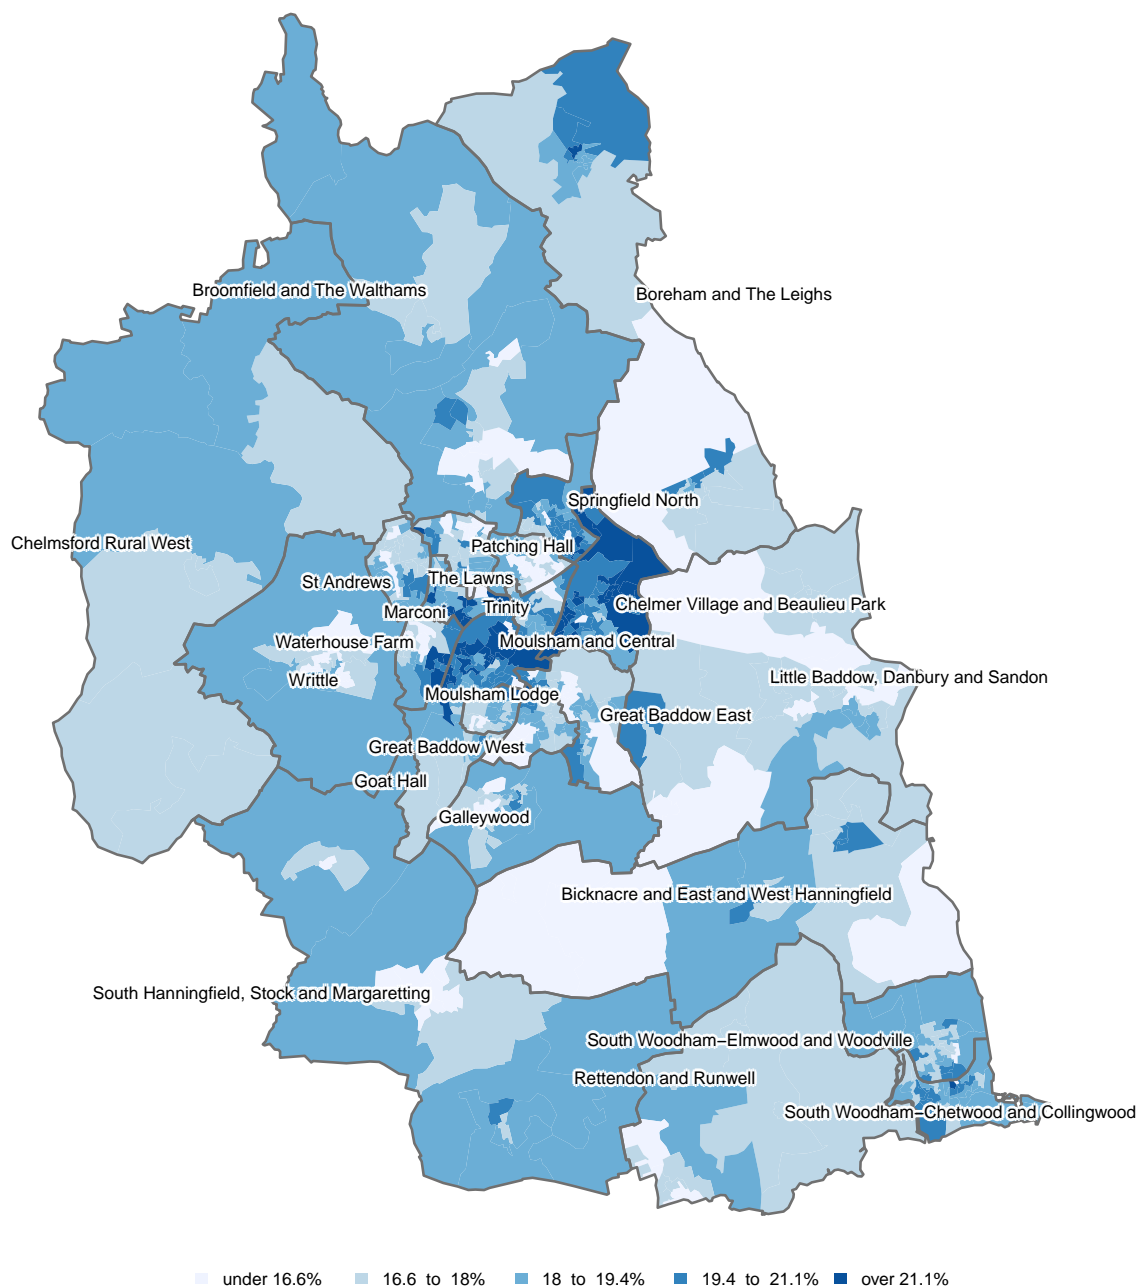 Broomfield and The Walthams
Boreham and The Leighs
Springfield North
Chelmsford Rural West
Patching Hall
St Andrews
The Lawns
Marconi
Trinity
Chelmer Village and Beaulieu Park
Waterhouse Farm
Moulsham and Central
Writtle
Little Baddow, Danbury and Sandon
Moulsham Lodge
Great Baddow East
Great Baddow West
Goat Hall
Galleywood
Bicknacre and East and West Hanningfield
South Hanningfield, Stock and Margaretting
South Woodham−Elmwood and Woodville
Rettendon and Runwell
South Woodham−Chetwood and Collingwood
under 16.6% 16.6 to 18% 18 to 19.4% 19.4 to 21.1% over 21.1%